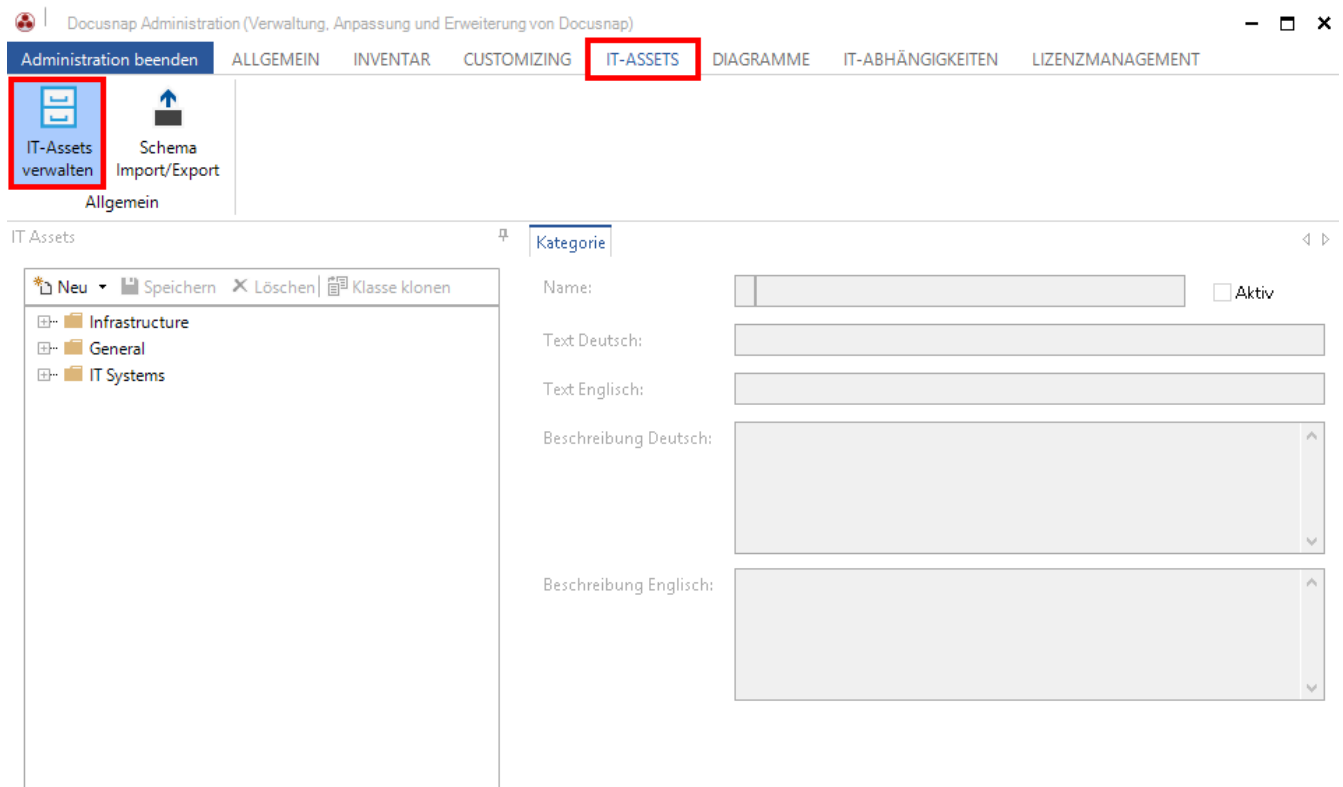 Docusnap Administration (Verwaltung, Anpassung und Erweiterung von Docusnap)
Administration beenden ALLGEMEIN INVENTAR CUSTOMIZING IT-ASSETS DIAGRAMME IT-ABHÄNGIGKEITEN LIZENZMANAGEMENT
IT-Assets Schema
verwalten Import/Export
Allgemein
IT Assets
Neu Speichern Löschen Klasse klonen
Infrastructure
General
IT Systems
Kategorie
Name: Aktiv
Text Deutsch:
Text Englisch:
Beschreibung Deutsch:
Beschreibung Englisch: